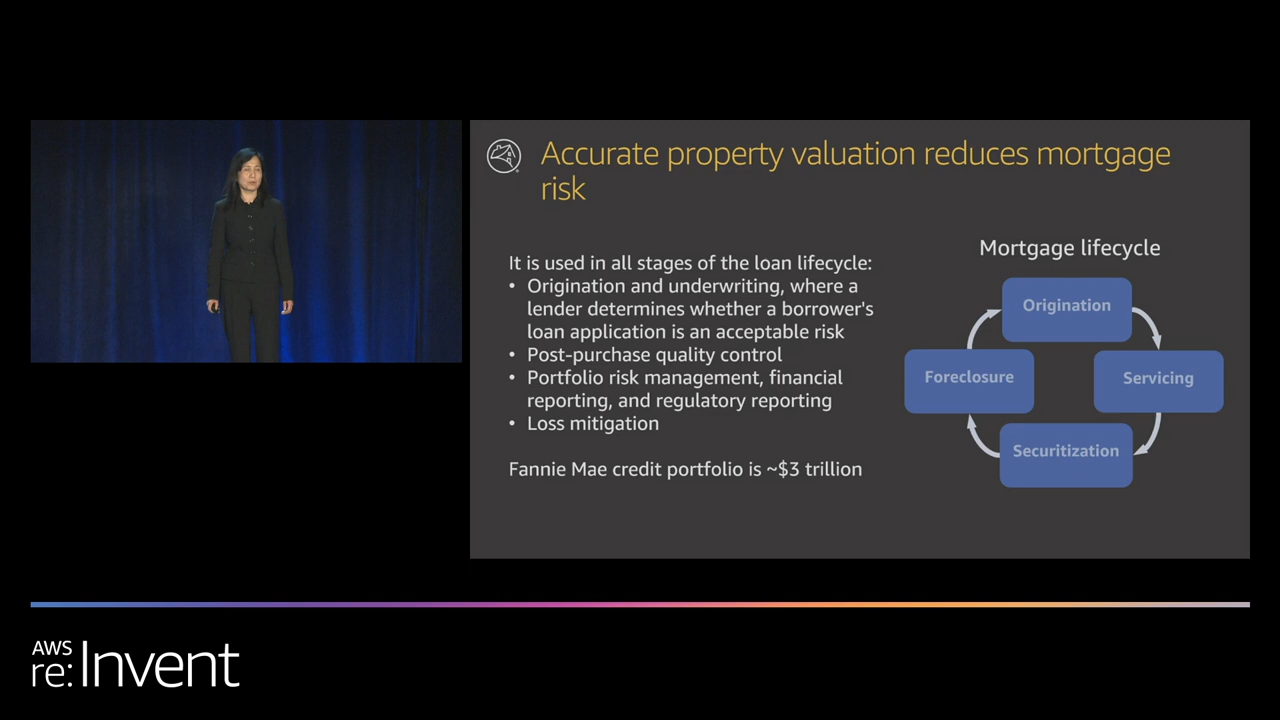 Accurate property valuation reduces mortgage
risk
It is used in all stages of the loan lifecycle:
• Origination and underwriting, where a
lender determines whether a borrower's
loan application is an acceptable risk
• Post-purchase quality control
• Portfolio risk management, financial
reporting, and regulatory reporting
• Loss mitigation
Fannie Mae credit portfolio is ~$3 trillion
Mortgage lifecycle
Origination
Servicing
Securitization
Foreclosure
AWS
re:Invent